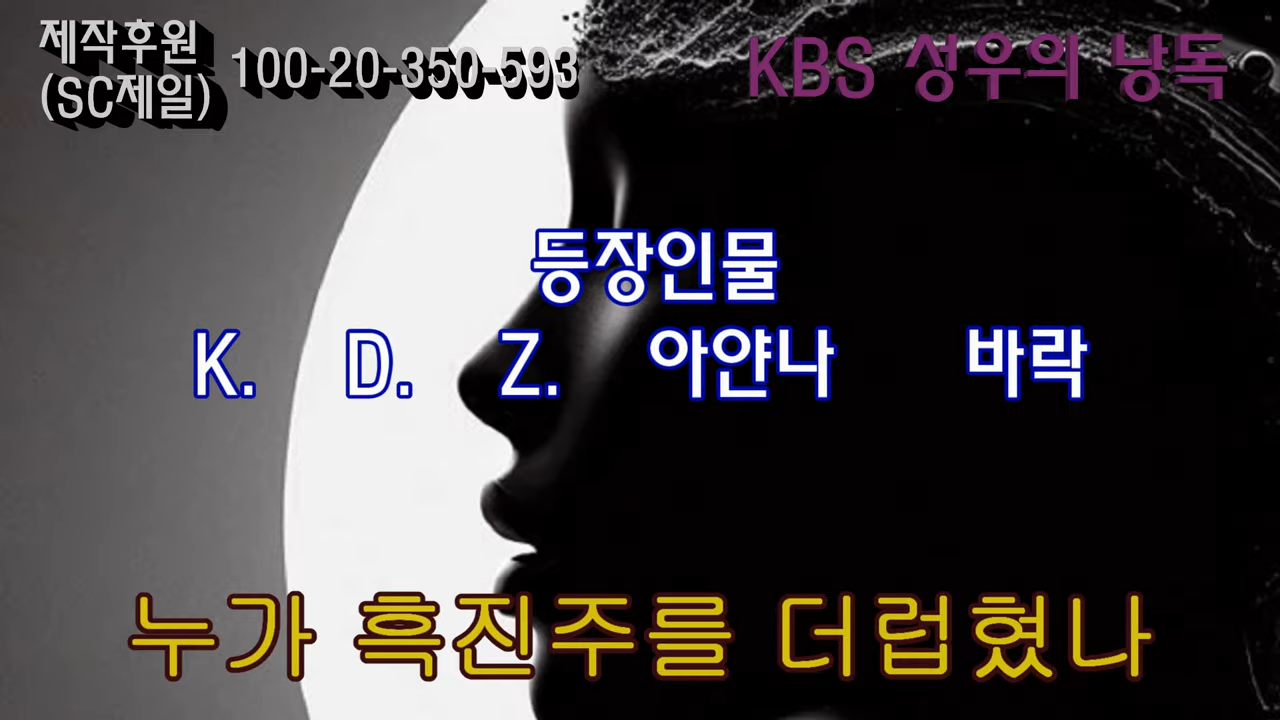 제작후원
(SC제일)
100-20-350-593
KBS 성우의 낭독
등장인물
K. D. Z. 아얀나 바락
누가 흑진주를 더럽혔나